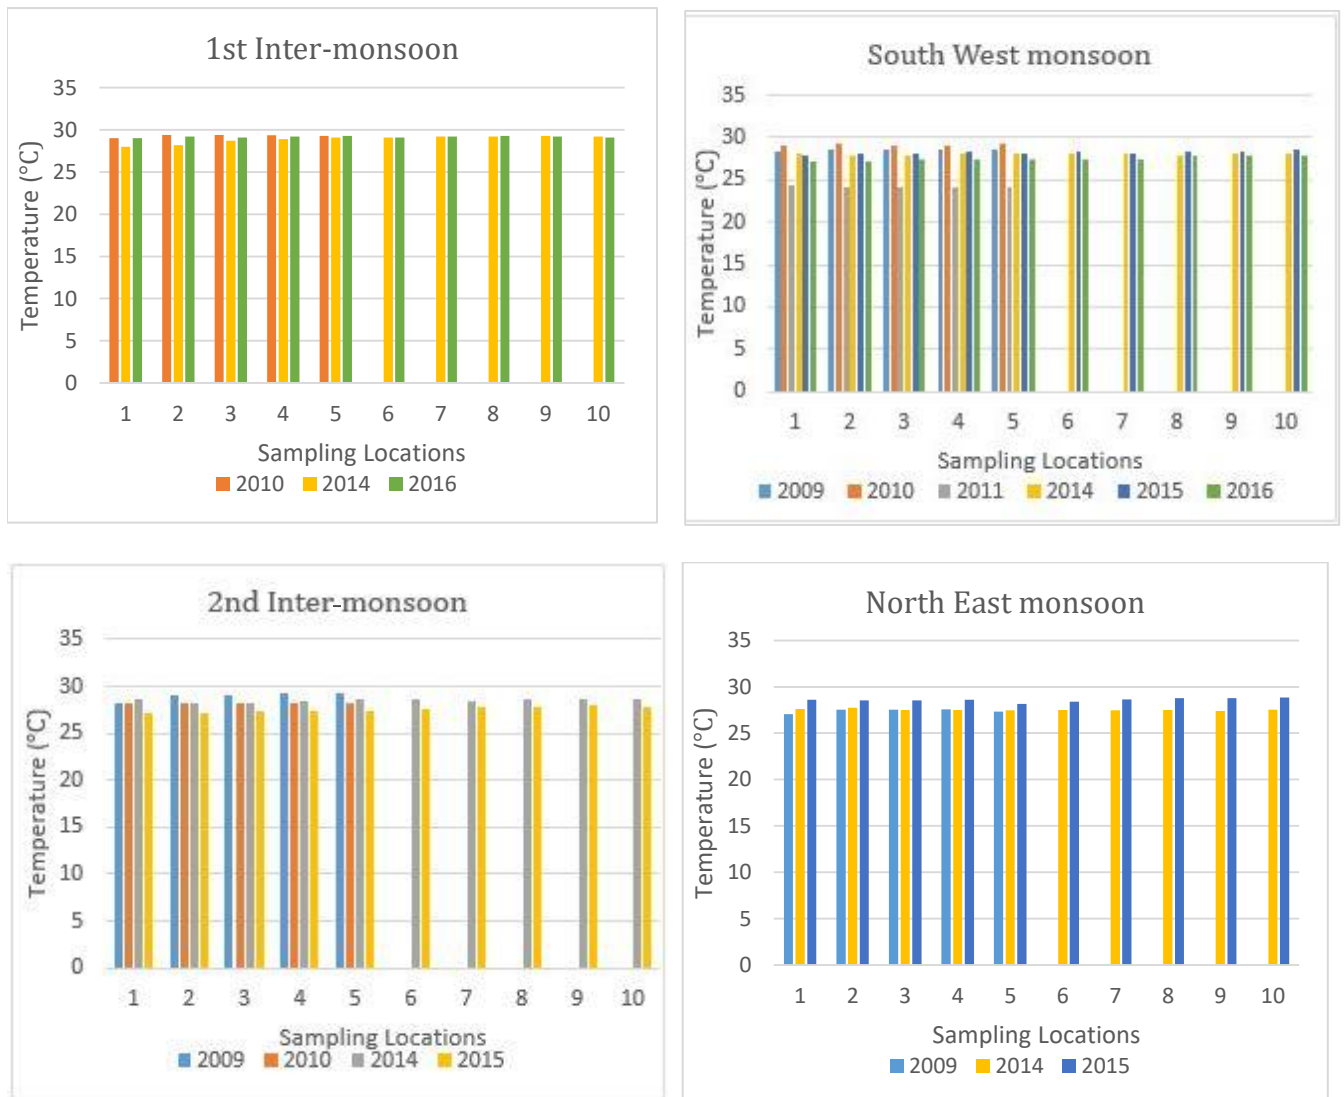 1st Inter-monsoon
35
30
25
20
15
10
5
0
Temperature (°C)
1 2 3 4 5 6 7 8 9 10
Sampling Locations
2010 2014 2016
South West monsoon
35
30
25
20
15
10
5
0
Temperature (°C)
1 2 3 4 5 6 7 8 9 10
Sampling Locations
2009 2010 2011 2014 2015 2016
2nd Inter-monsoon
35
30
25
20
15
10
5
0
Temperature (°C)
1 2 3 4 5 6 7 8 9 10
Sampling Locations
2009 2010 2014 2015
North East monsoon
35
30
25
20
15
10
5
0
Temperature (°C)
1 2 3 4 5 6 7 8 9 10
Sampling Locations
2009 2014 2015